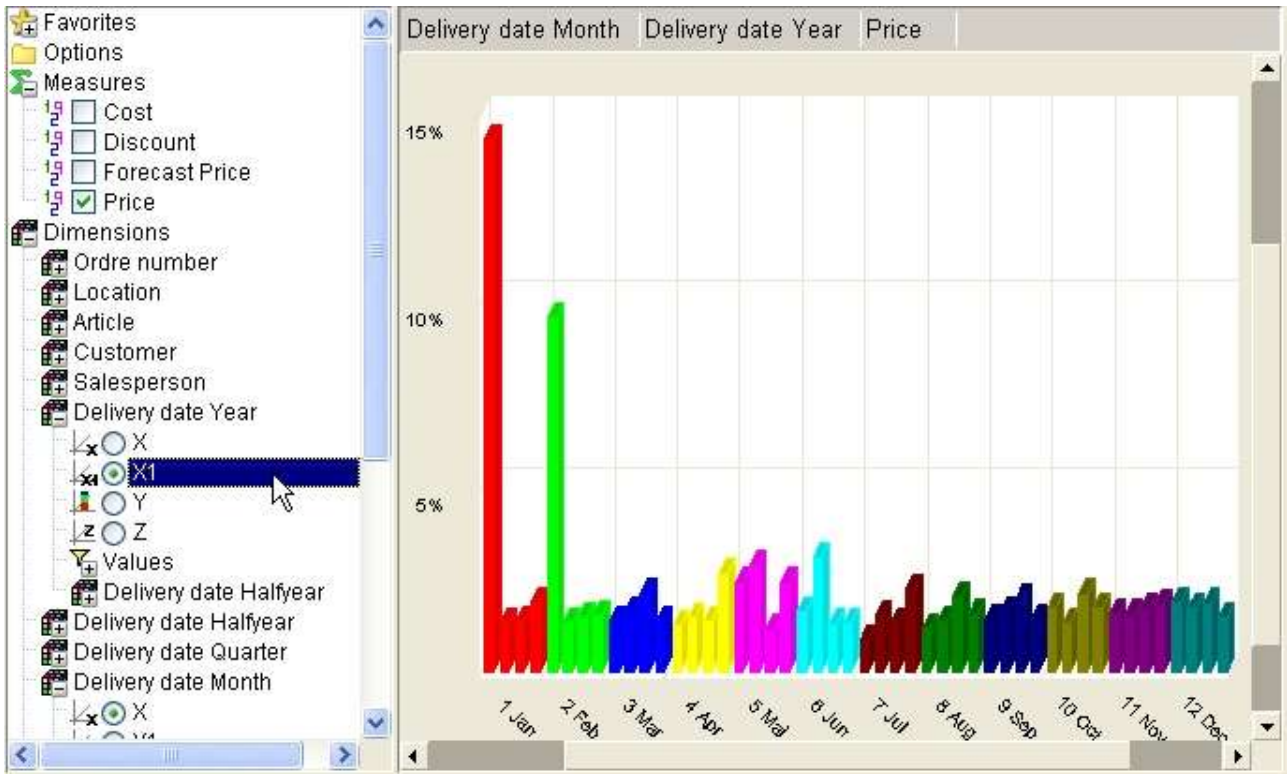 Favorites
Options
Measures
Cost
Discount
Forecast Price
Price
Dimensions
Ordre number
Location
Article
Customer
Salesperson
Delivery date Year
X
X1
Y
Z
Values
Delivery date Halfyear
Delivery date Halfyear
Delivery date Quarter
Delivery date Month
X
Delivery date Month Delivery date Year Price
15%
10%
5%
1 Jan 2 Feb 3 Mar 4 Apr 5 Maj 6 Jun 7 Jul 8 Aug 9 Sep 10 Oct 11 Nov 12 Dec